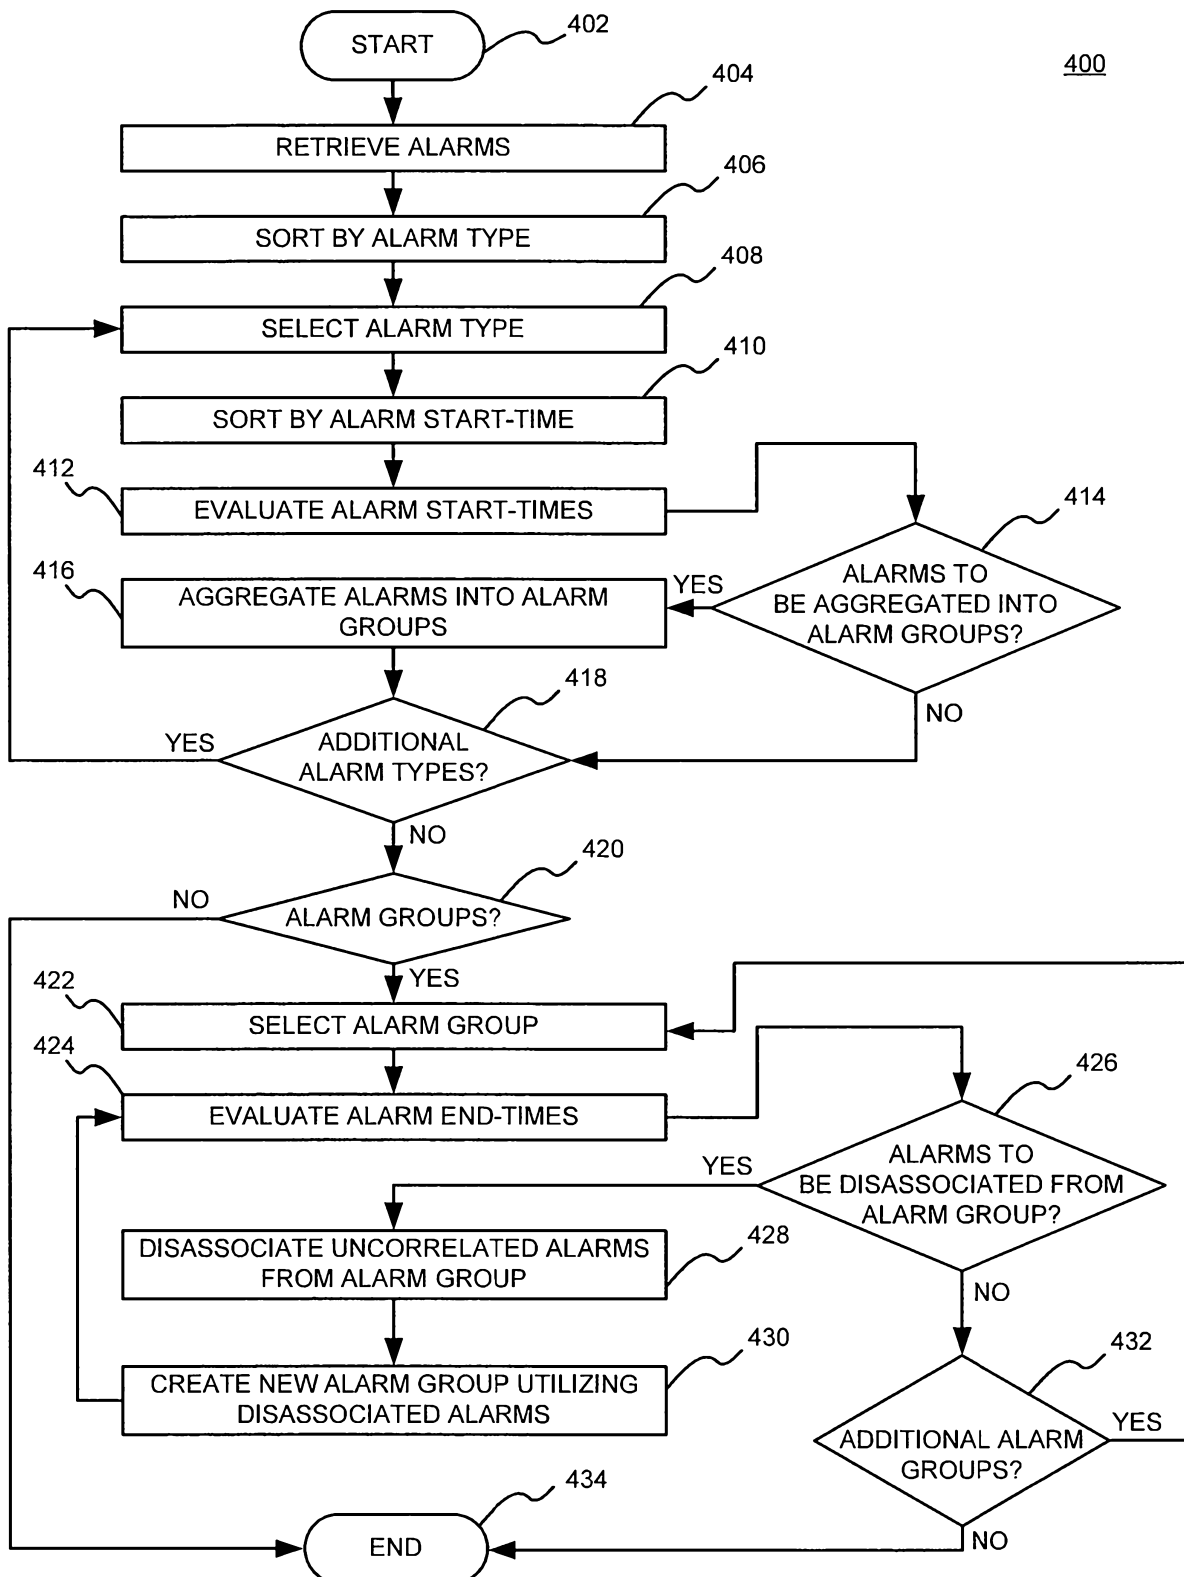 START
402
400
404
RETRIEVE ALARMS
406
SORT BY ALARM TYPE
408
SELECT ALARM TYPE
410
SORT BY ALARM START-TIME
412
EVALUATE ALARM START-TIMES
414
ALARMS TO
BE AGGREGATED INTO
ALARM GROUPS?
YES
416
AGGREGATE ALARMS INTO ALARM
GROUPS
NO
418
ADDITIONAL
ALARM TYPES?
YES
NO
420
ALARM GROUPS?
NO
YES
422
SELECT ALARM GROUP
424
EVALUATE ALARM END-TIMES
426
ALARMS TO
BE DISASSOCIATED FROM
ALARM GROUP?
YES
428
DISASSOCIATE UNCORRELATED ALARMS
FROM ALARM GROUP
NO
430
CREATE NEW ALARM GROUP UTILIZING
DISASSOCIATED ALARMS
432
ADDITIONAL ALARM
GROUPS?
YES
NO
434
END